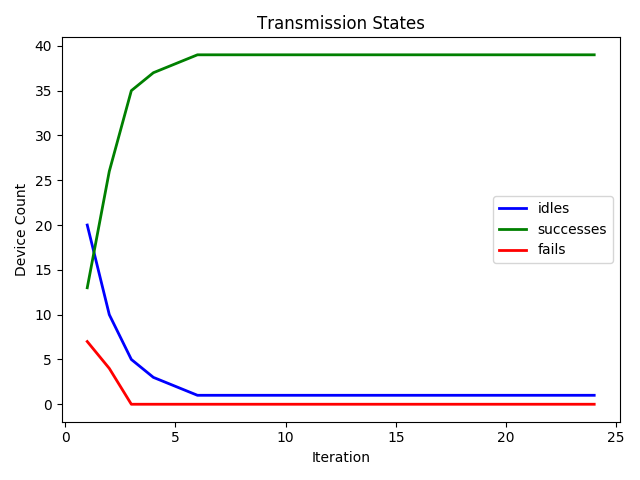 Transmission States
40
35
30
25
20
15
10
5
0
Device Count
idles
successes
fails
0 5 10 15 20 25
Iteration